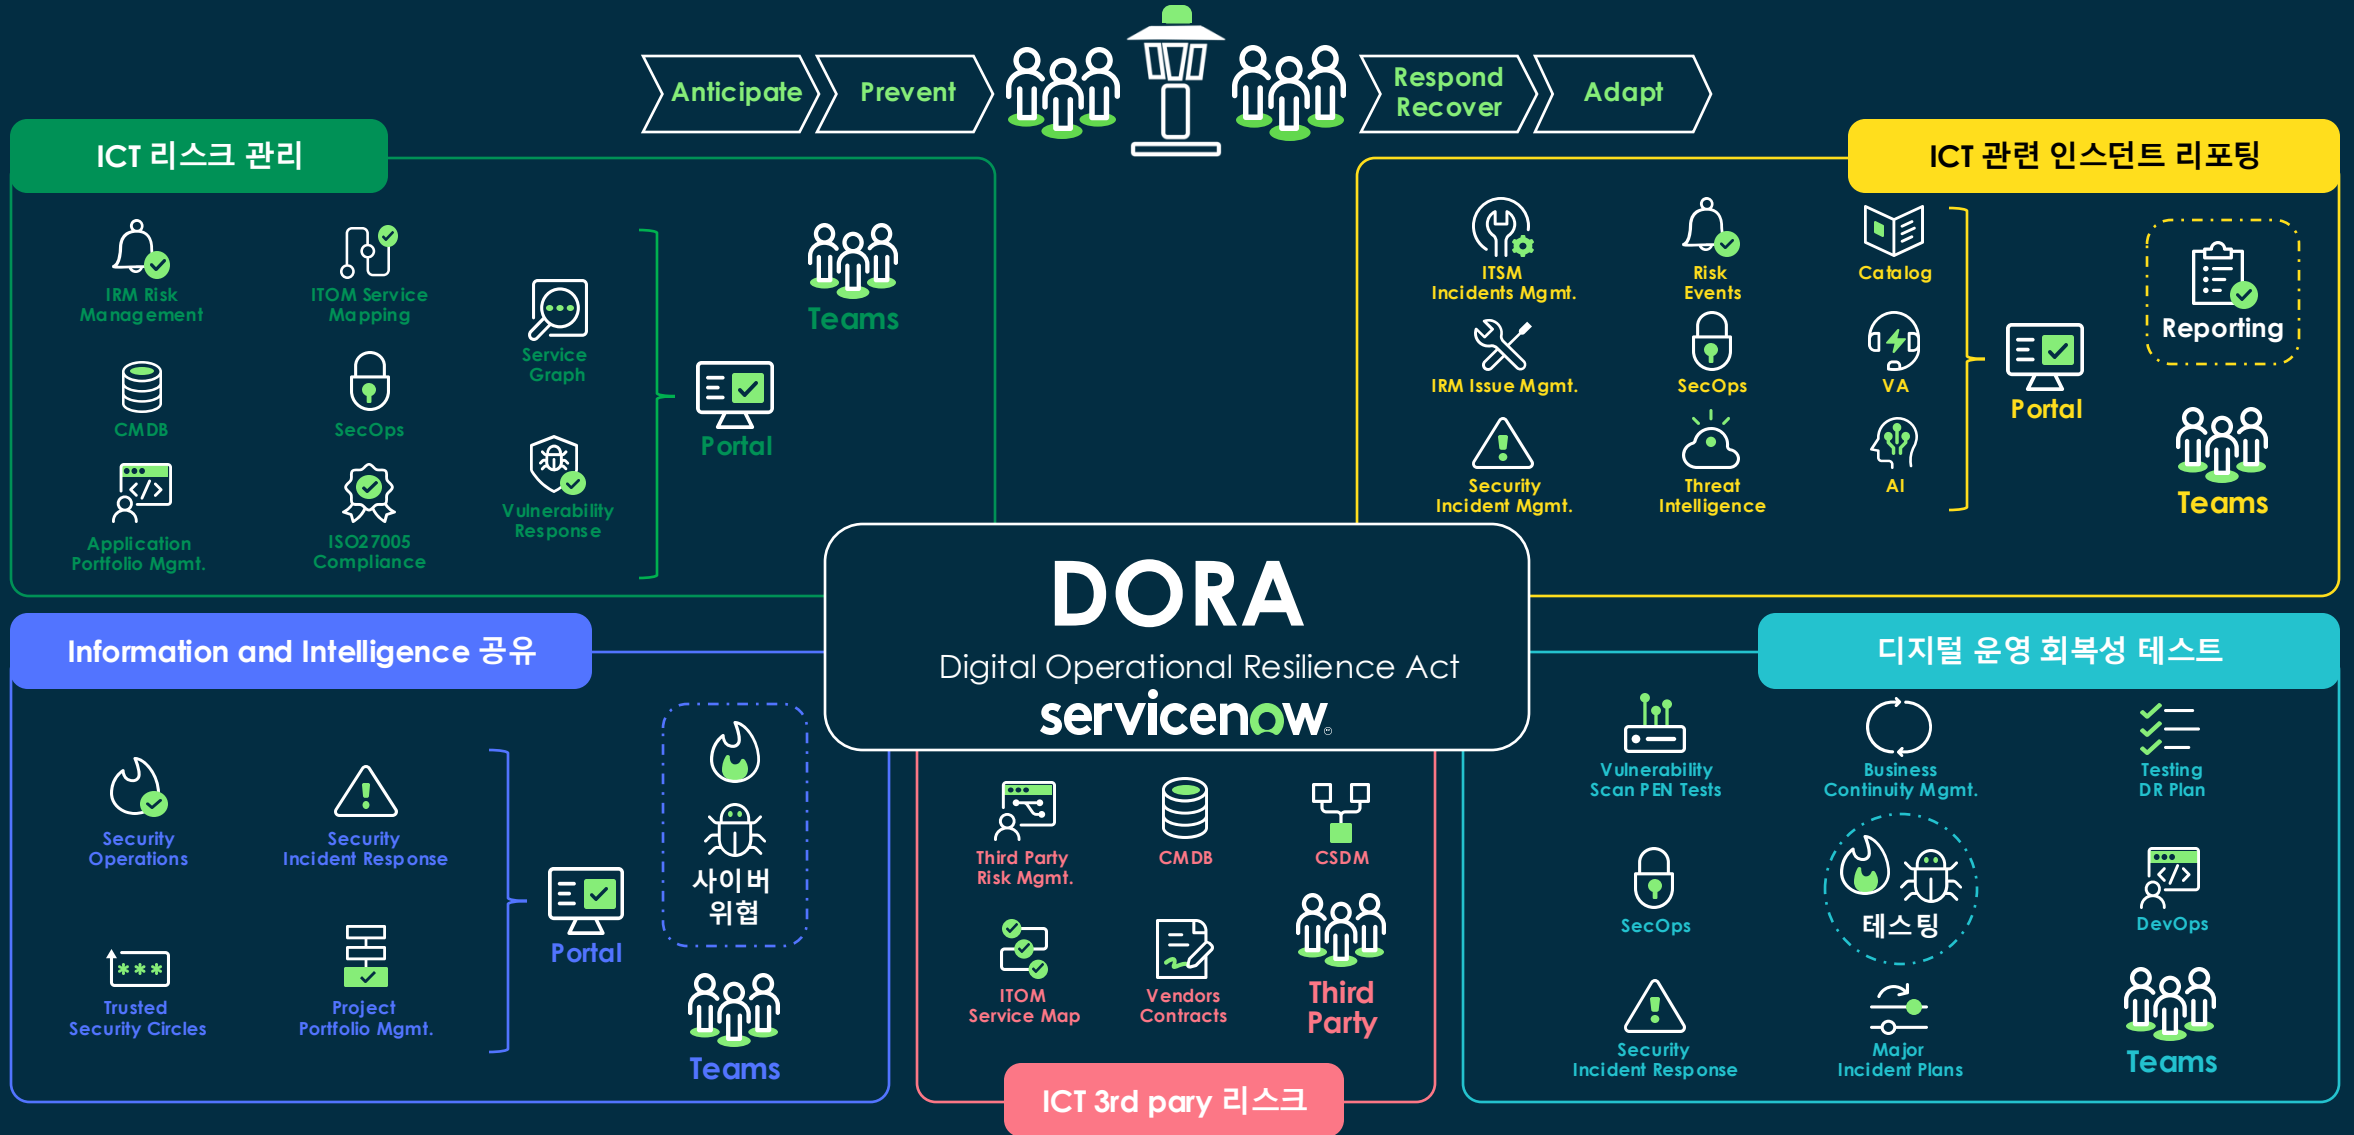 Anticipate
Prevent
Respond
Recover
Adapt
ICT 리스크 관리
IRM Risk
Management
ITOM Service
Mapping
Service
Graph
CMDB
SecOps
Application
Portfolio Mgmt.
ISO27005
Compliance
Vulnerability
Response
Portal
Teams
ICT 관련 인스던트 리포팅
ITSM
Incidents Mgmt.
Risk
Events
Catalog
IRM Issue Mgmt.
SecOps
VA
Security
Incident Mgmt.
Threat
Intelligence
AI
Portal
Reporting
Teams
DORA
Digital Operational Resilience Act
servicenow
Information and Intelligence 공유
Security
Operations
Security
Incident Response
Trusted
Security Circles
Project
Portfolio Mgmt.
Portal
사이버
위협
Teams
Third Party
Risk Mgmt.
CMDB
CSDM
ITOM
Service Map
Vendors
Contracts
Third
Party
ICT 3rd pary 리스크
디지털 운영 회복성 테스트
Vulnerability
Scan PEN Tests
Business
Continuity Mgmt.
Testing
DR Plan
SecOps
테스팅
DevOps
Security
Incident Response
Major
Incident Plans
Teams